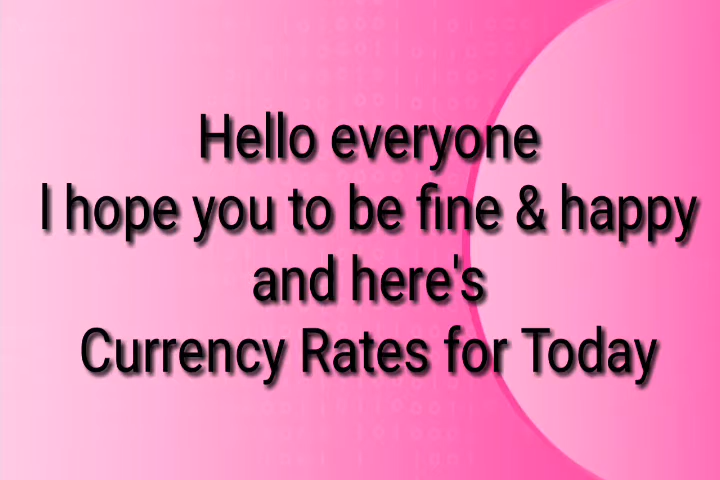 Hello everyone
I hope you to be fine & happy
and here's
Currency Rates for Today